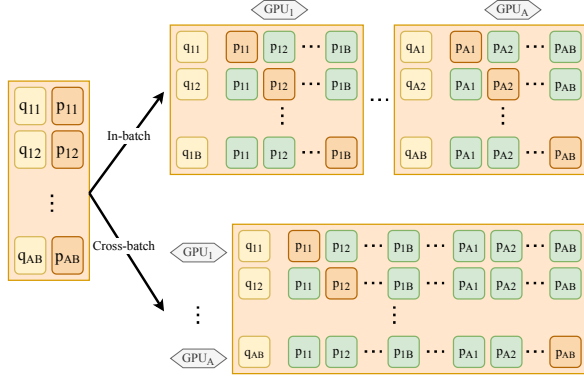 GPU1 GPUA
q11 p11 p12 ••• p1B qA1 pA1 pA2 ••• pAB
q12 p11 p12 ••• p1B ••• qA2 pA1 pA2 ••• pAB
q1B p11 p12 ••• p1B qAB pA1 pA2 ••• pAB
q11 p11
q12 p12
qAB pAB
In-batch
Cross-batch
GPU1 q11 p11 p12 ••• p1B ••• pA1 pA2 ••• pAB
q12 p11 p12 ••• p1B ••• pA1 pA2 ••• pAB
GPUA qAB p11 p12 ••• p1B ••• pA1 pA2 ••• pAB